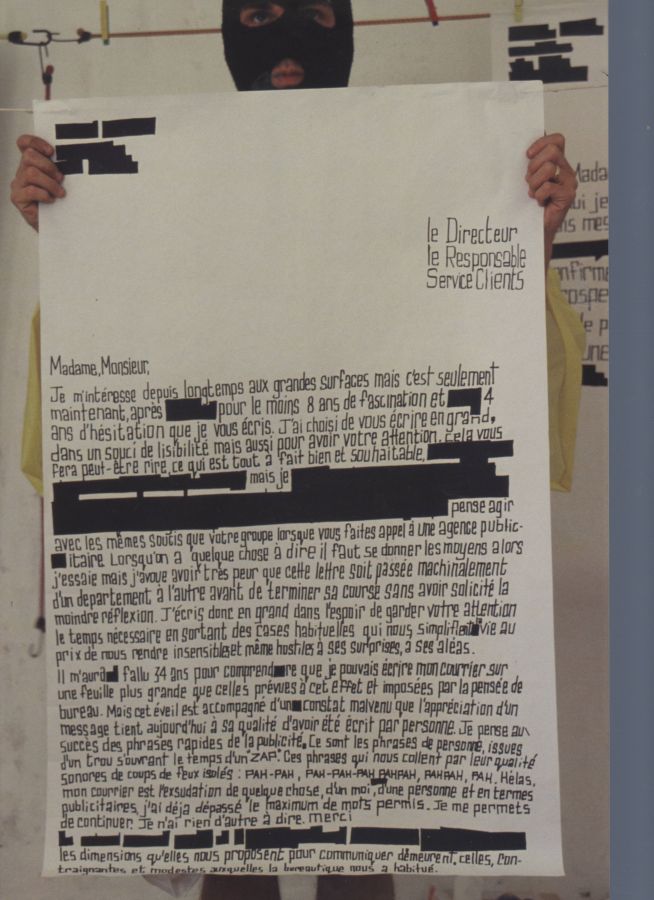 le Directeur
le Responsable
Service Clients
Madame, Monsieur,
Je m'intéresse depuis longtemps aux grandes surfaces mais c'est seulement
maintenant, après pour le moins 8 ans de fascination et 4
ans d'hésitation que je vous écris. J'ai choisi de vous écrire en grand,
dans un souci de lisibilité mais aussi pour avoir votre attention. cela vous
fera peut-être rire, ce qui est tout à fait bien et souhaitable,
mais je
pense agir
avec les mêmes soucis que votre groupe lorsque vous faites appel à une agence public-
itaire Lorsqu'on a quelque chose à dire il faut se donner les moyens alors
j'essaie mais j'avoue avoir très peur que cette lettre soit passée machinalement
d'un departement à l'autre avant de terminer sa course sans avoir solicité la
moindre réflexion. J'écris donc en grand dans l'espoir de garder votre attention
le temps nécessaire en sortant des cases habituelles qui nous simplifient vie au
prix de nous rendre insensibles et même hostiles à ses surprises, à ses aléas.
Il m'aura fallu 34 ans pour comprendre que je pouvais écrire mon courrier sur
une feuille plus grande que celles prévues à cet effet et imposées par la pensée de
bureau. Mais cet éveil est accompagné d'un constat malvenu que l'appréciation d'un
message tient aujourd'hui à sa qualité d'avoir été écrit par personne. Je pense au
succès des phrases rapides de la publicité. Ce sont les phrases de personne, issues
d'un trou s'ouvrant le temps d'un "ZAP". Ces phrases qui nous collent par leur qualité
sonores de coups de feux isolés : PAH-PAH, PAH-PAH-PAH PAHPAH, PAHPAH, PAH. Hélas,
mon courrier est l'exsudation de quelque chose, d'un moi, d'une personne et en termes
publicitaires, j'ai déja dépassé le maximum de mots permis. Je me permets
de continuer. Je n'ai rien d'autre à dire. merci
les dimensions qu'elles nous proposent pour communiquer demeurent, celles, con-
traignantes et modestes auxquelles la bureautique nous a habitué.
Mada
ui je
ns mes
nfirm
rospe
le p
UNE